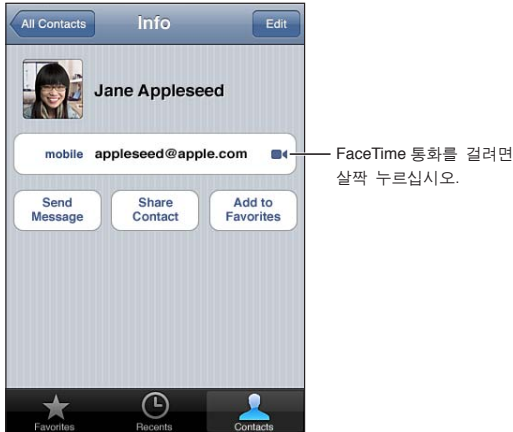 All Contacts
Info
Edit
Jane Appleseed
mobile appleseed@apple.com
FaceTime 통화를 걸려면
살짝 누르십시오.
Send
Message
Share
Contact
Add to
Favorites
Favorites
Recents
Contacts